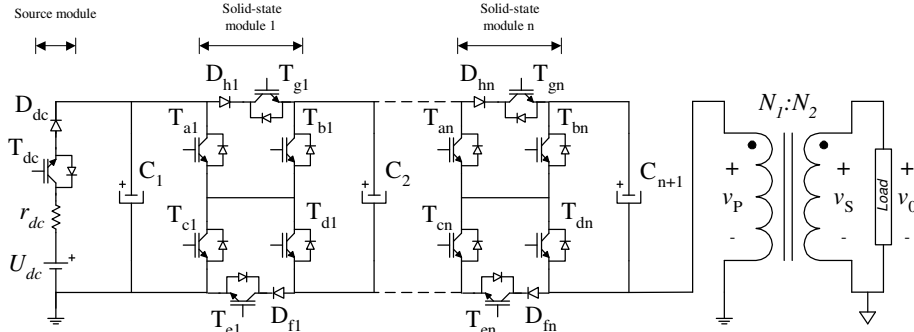 Source module
Solid-state
module 1
Solid-state
module n
D_h1
T_g1
D_hn
T_gn
D_dc
T_a1
T_b1
T_an
T_bn
N_1:N_2
T_dc
+
C_1
+
C_2
+
C_n+1
+
v_P
-
+
v_S
-
Load
+
v_0
-
r_dc
T_c1
T_d1
T_cn
T_dn
U_dc
+
T_e1
D_f1
T_en
D_fn